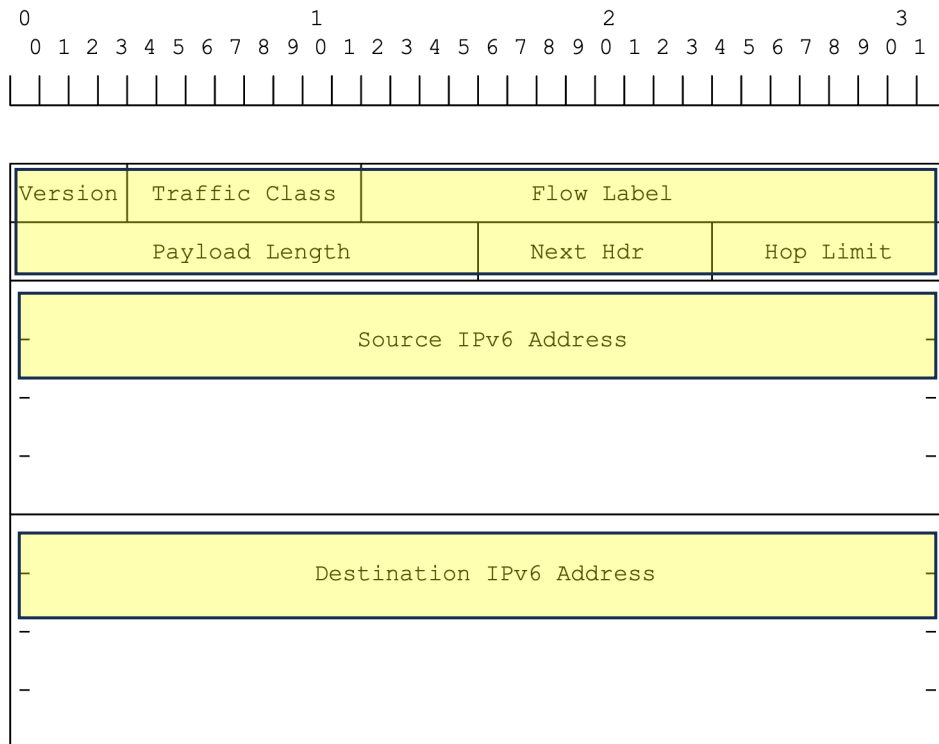 0 1 2 3
0 1 2 3 4 5 6 7 8 9 0 1 2 3 4 5 6 7 8 9 0 1 2 3 4 5 6 7 8 9 0 1
Version Traffic Class Flow Label
Payload Length Next Hdr Hop Limit
Source IPv6 Address
Destination IPv6 Address